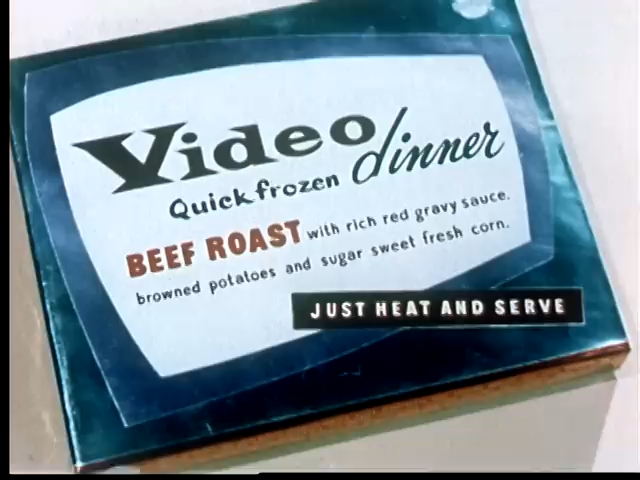 Video dinner
Quick frozen
BEEF ROAST with rich red gravy sauce.
browned potatoes and sugar sweet fresh corn.
JUST HEAT AND SERVE